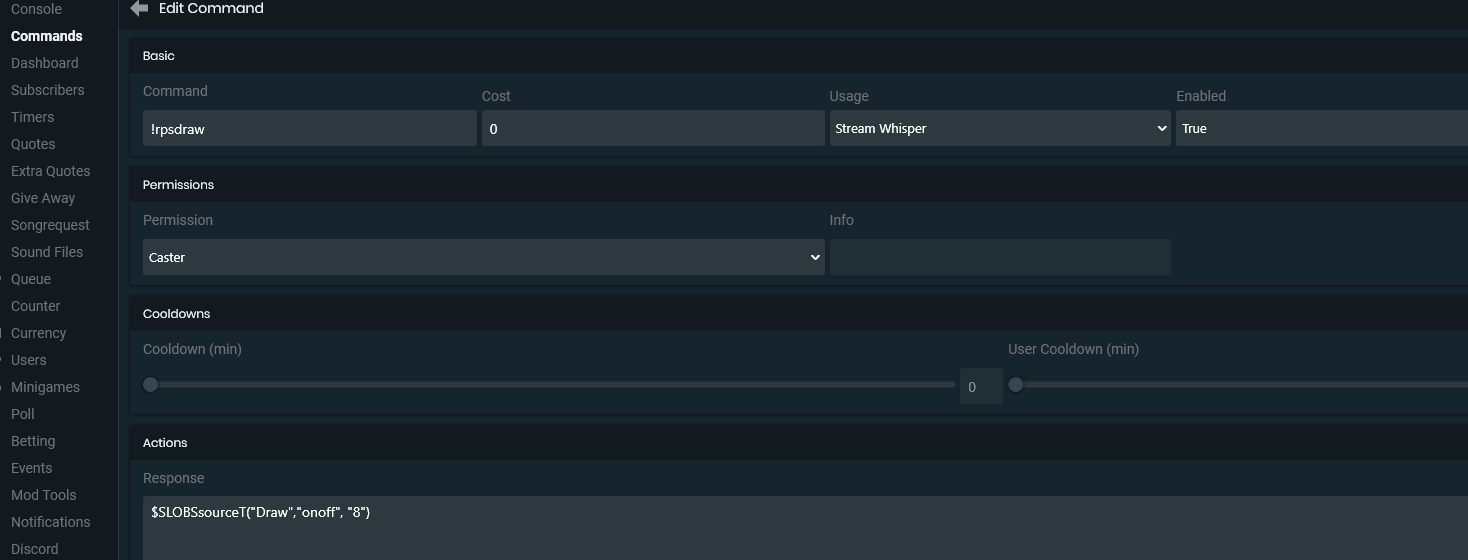 Console
Commands
Dashboard
Subscribers
Timers
Quotes
Extra Quotes
Give Away
Songrequest
Sound Files
Queue
Counter
Currency
Users
Minigames
Poll
Betting
Events
Mod Tools
Notifications
Discord
Edit Command
Basic
Command Cost Usage Enabled
!rpsdraw 0 Stream Whisper True
Permissions
Permission Info
Caster
Cooldowns
Cooldown (min) User Cooldown (min)
0
Actions
Response
$SLOBSsourceT("Draw","onoff", "8")